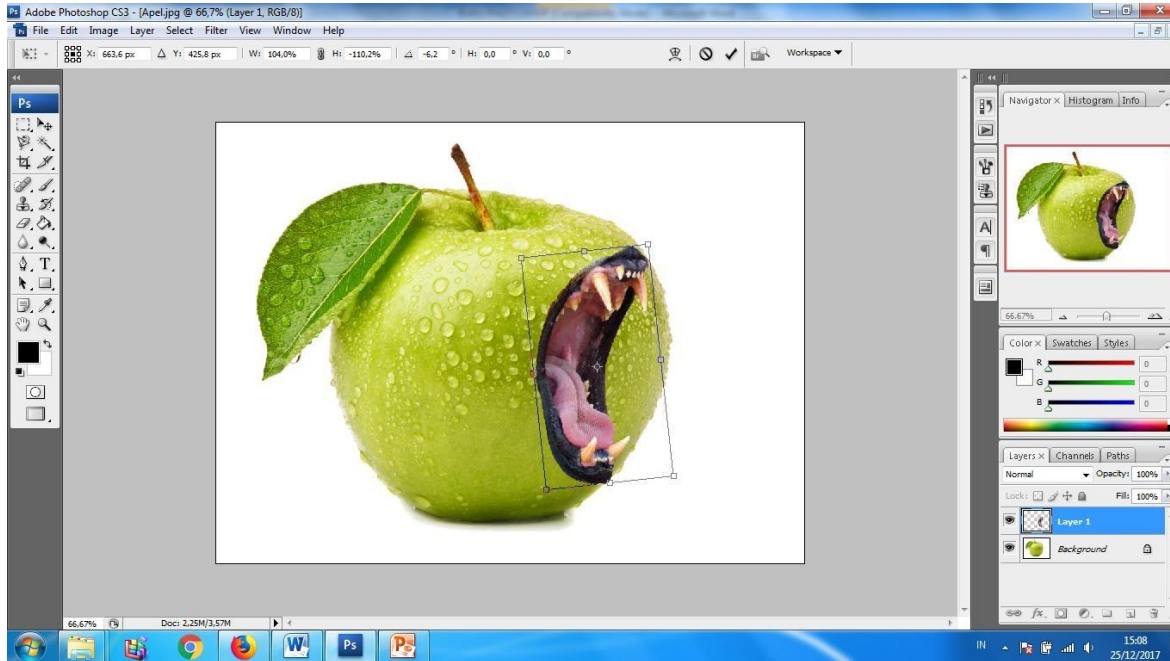 Adobe Photoshop CS3 - [Apel.jpg @ 66,7% (Layer 1, RGB/8)]
File Edit Image Layer Select Filter View Window Help
X: 663,6 px Y: 425,8 px W: 104,0% H: -110,2% -6,2 ° H: 0,0 ° V: 0,0 ° Workspace
Ps
Navigator x Histogram Info
66.67%
Color x Swatches Styles
R 0
G 0
B 0
Layers x Channels Paths
Normal Opacity: 100%
Lock: Fill: 100%
Layer 1
Background
66,67% Doc: 2,25M/3,57M
IN 15:08
25/12/2017